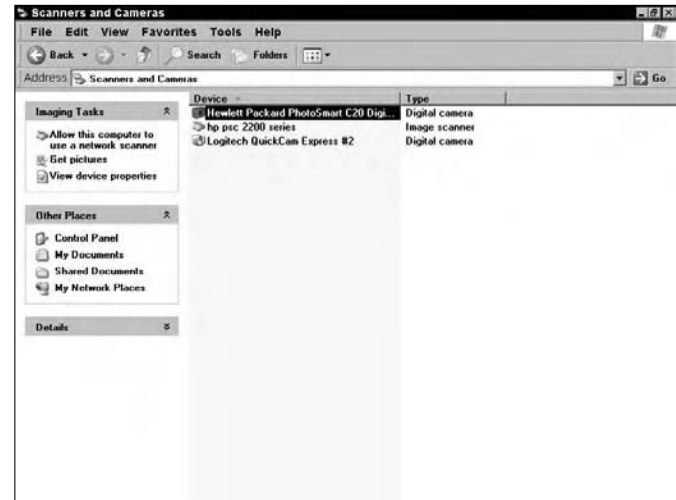 Scanners and Cameras
File Edit View Favorites Tools Help
Back Search Folders
Address Scanners and Cameras Go
Imaging Tasks
Allow this computer to
use a network scanner
Get pictures
View device properties
Other Places
Control Panel
My Documents
Shared Documents
My Network Places
Details
Device Type
Hewlett Packard PhotoSmart C20 Digi... Digital camera
hp psc 2200 series Image scanner
Logitech QuickCam Express #2 Digital camera